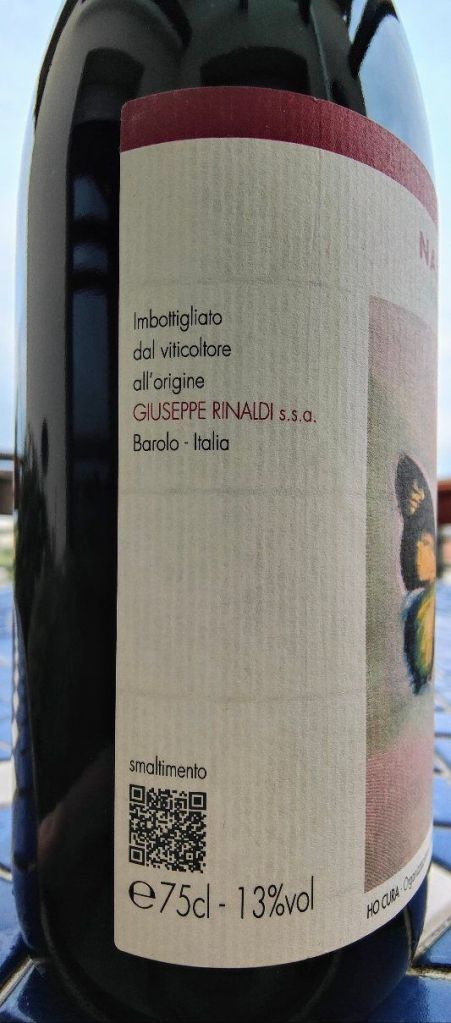 Imbottigliato
dal viticoltore
all'origine
GIUSEPPE RINALDI s.s.a.
Barolo - Italia
smaltimento
℮75cl - 13%vol
HO CURA -